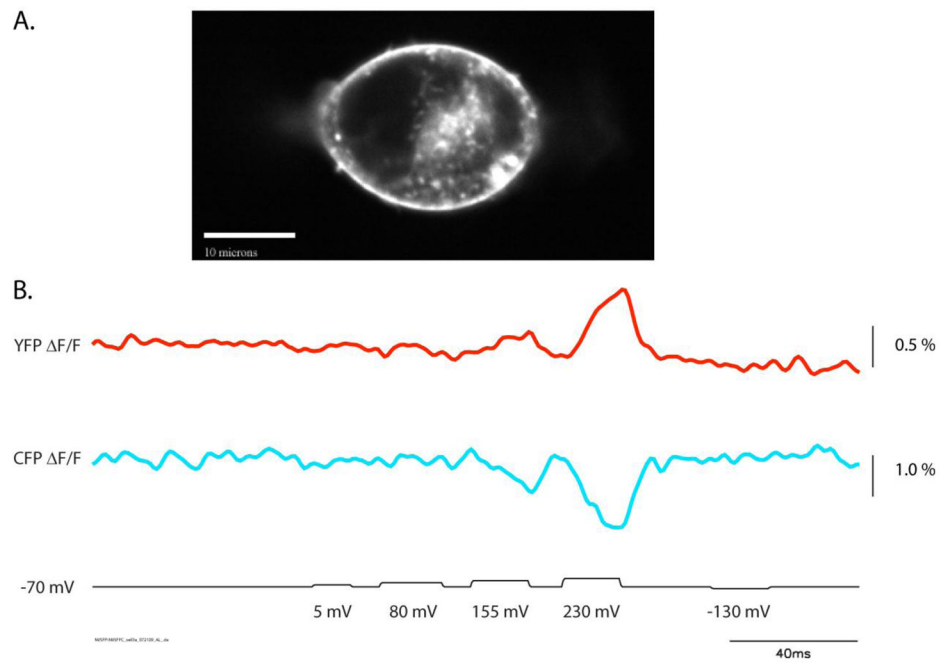 A.
10 microns
B.
YFP ΔF/F
0.5 %
CFP ΔF/F
1.0 %
-70 mV
5 mV
80 mV
155 mV
230 mV
-130 mV
40ms